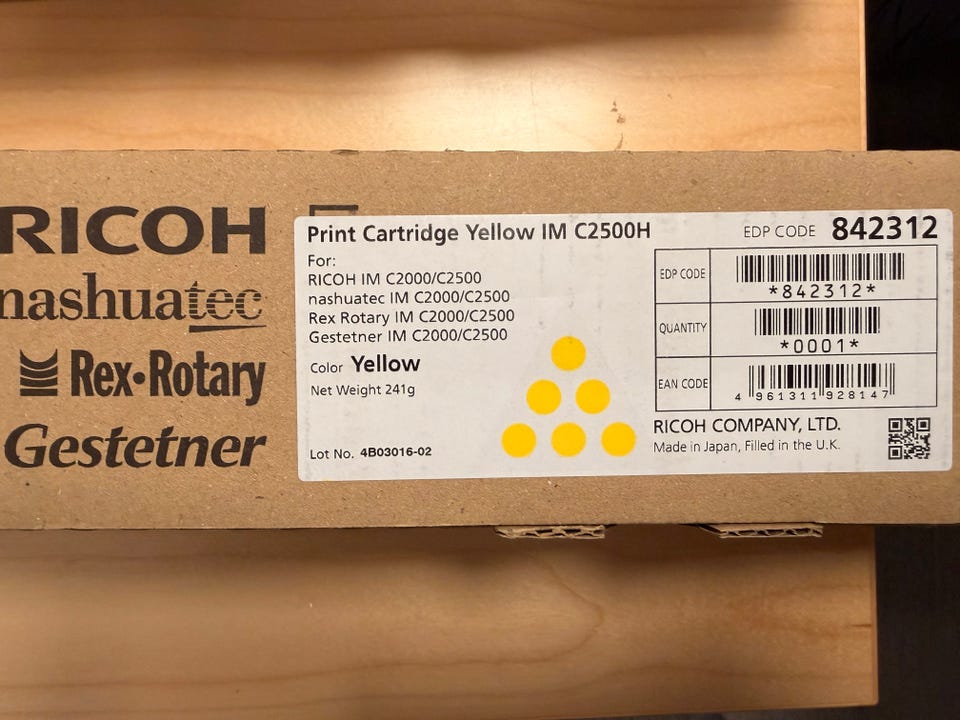 RICOH
nashuatec
Rex•Rotary
Gestetner
Print Cartridge Yellow IM C2500H
For:
RICOH IM C2000/C2500
nashuatec IM C2000/C2500
Rex Rotary IM C2000/C2500
Gestetner IM C2000/C2500
Color Yellow
Net Weight 241g
Lot No. 4B03016-02
EDP CODE 842312
EDP CODE
*842312*
QUANTITY
*0001*
EAN CODE
4 961311 928147
RICOH COMPANY, LTD.
Made in Japan, Filled in the U.K.